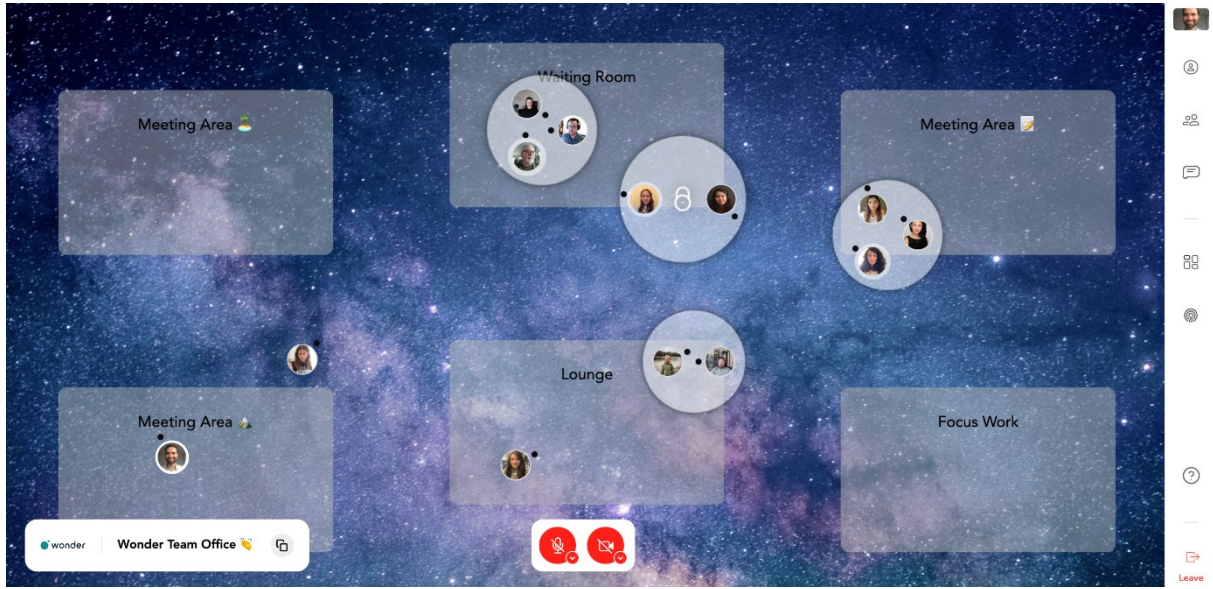 Waiting Room
Meeting Area 🏝️
Meeting Area 📝
Lounge
Meeting Area ⛺
Focus Work
wonder
Wonder Team Office 👏
Leave